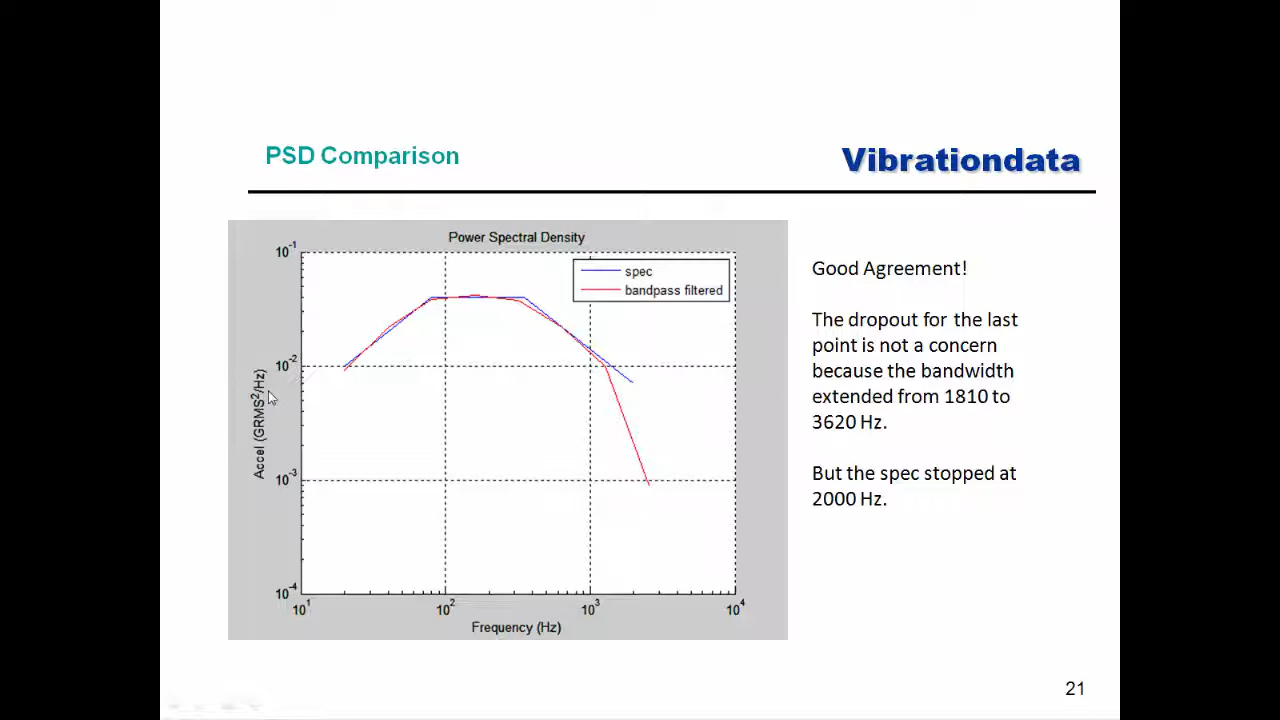 PSD Comparison
Vibrationdata
Power Spectral Density
10^-1
10^-2
10^-3
10^-4
Accel (GRMS^2/Hz)
spec
bandpass filtered
10^1
10^2
10^3
10^4
Frequency (Hz)
Good Agreement!
The dropout for the last
point is not a concern
because the bandwidth
extended from 1810 to
3620 Hz.
But the spec stopped at
2000 Hz.
21